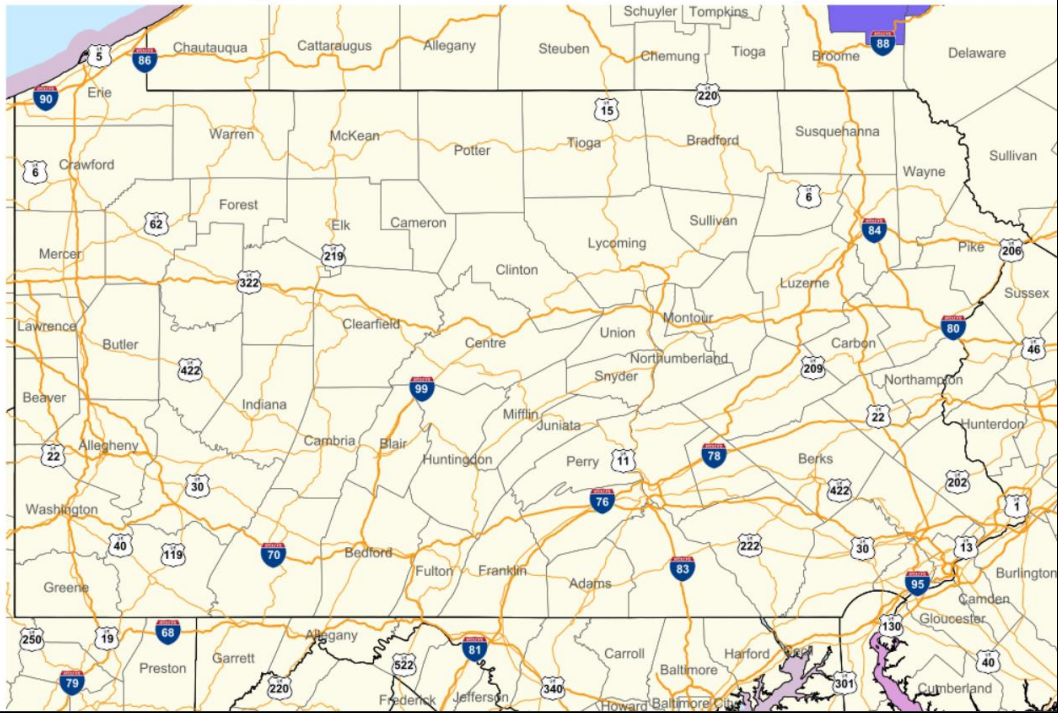 Schuyler Tompkins
Chautauqua Cattaraugus Allegany Steuben Chemung Tioga Broome Delaware
5
86
88
90
Erie
220
15
Warren McKean Potter Tioga Bradford Susquehanna
Sullivan
6
Crawford
Wayne
6
Forest
62
Elk
Cameron
Sullivan
84
Lycoming
Pike
206
Mercer
219
322
Clinton
Luzerne
Sussex
Lawrence
Clearfield
Montour
80
Butler
Centre
Union
Carbon
46
Northumberland
422
Snyder
209
99
Northampton
Beaver
Indiana
Mifflin
22
Juniata
Hunterdon
Allegheny
Cambria
Blair
22
Huntingdon
Perry
11
78
Berks
30
422
202
76
1
Washington
40
119
70
Bedford
222
30
13
Fulton
Franklin
83
Burlington
Greene
Adams
95
Camden
Gloucester
250
19
68
Allegany
130
81
Preston
Garrett
522
Carroll
Harford
Cecil
40
Baltimore
79
220
340
301
Cumberland
Frederick
Jefferson
Howard
Baltimore City